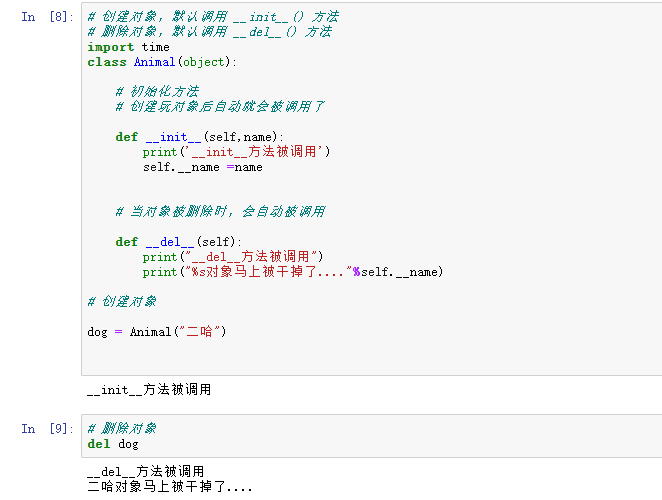 In [8]:
# 创建对象，默认调用 __init__() 方法
# 删除对象，默认调用 __del__() 方法
import time
class Animal(object):
# 初始化方法
# 创建玩对象后自动就会被调用了
def __init__(self,name):
print('__init__方法被调用')
self.__name =name
# 当对象被删除时，会自动被调用
def __del__(self):
print("__del__方法被调用")
print("%s对象马上被干掉了...."%self.__name)
# 创建对象
dog = Animal("二哈")
__init__方法被调用
In [9]:
# 删除对象
del dog
__del__方法被调用
二哈对象马上被干掉了....